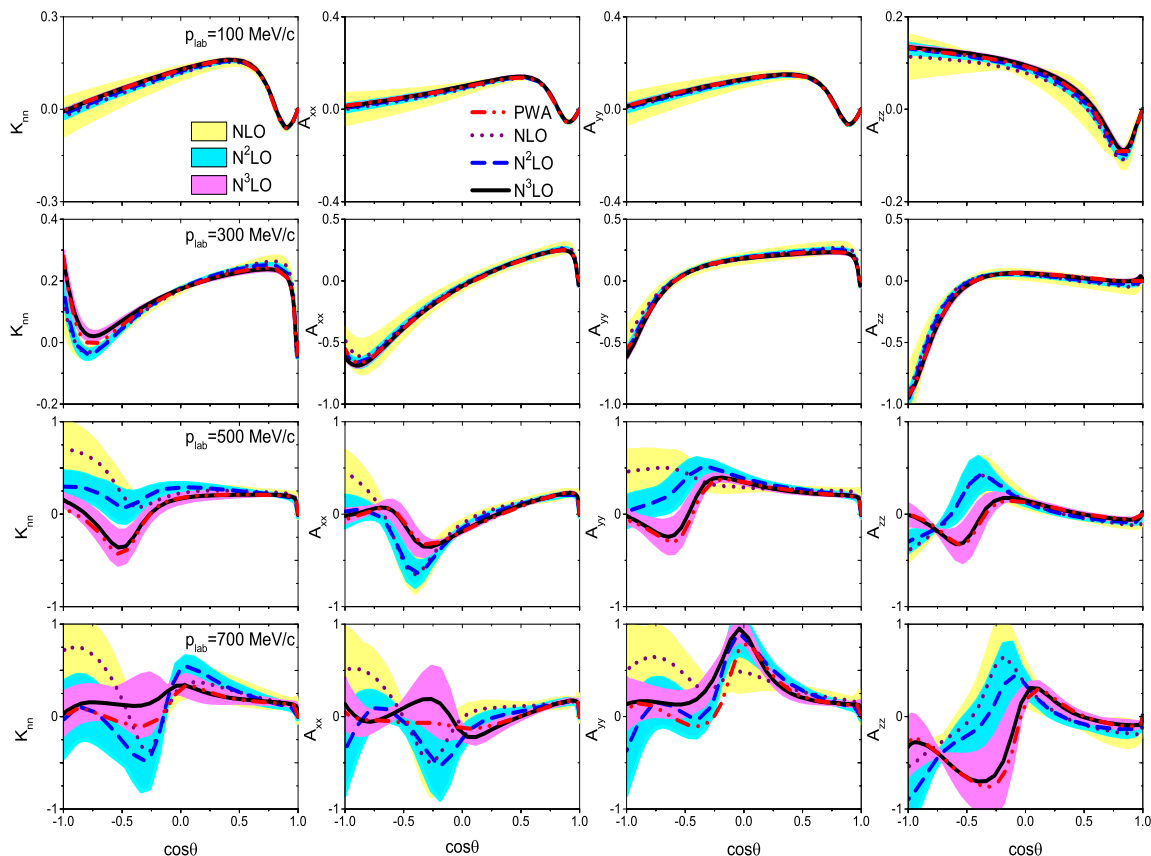 0.3
0.0
-0.3
K_nn
p_lab=100 MeV/c
NLO
N²LO
N³LO
0.4
0.0
-0.4
A_xx
PWA
NLO
N²LO
N³LO
0.4
0.0
-0.4
A_yy
0.2
0.0
-0.2
A_zz
0.4
0.2
0.0
-0.2
K_nn
p_lab=300 MeV/c
0.5
0.0
-0.5
-1.0
A_xx
0.5
0.0
-0.5
-1.0
A_yy
0.5
0.0
-0.5
-1.0
A_zz
1
0
-1
K_nn
p_lab=500 MeV/c
1
0
-1
A_xx
1
0
-1
A_yy
1
0
-1
A_zz
1
0
-1
K_nn
p_lab=700 MeV/c
1
0
-1
A_xx
1
0
-1
A_yy
1
0
-1
A_zz
-1.0 -0.5 0.0 0.5 1.0
-1.0 -0.5 0.0 0.5 1.0
-1.0 -0.5 0.0 0.5 1.0
-1.0 -0.5 0.0 0.5 1.0
cosθ
cosθ
cosθ
cosθ